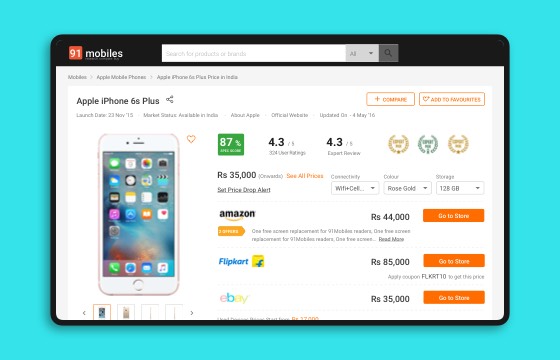 91 mobiles
Search for products or brands All
Mobiles > Apple Mobile Phones > Apple iPhone 6s Plus Price in India
Apple iPhone 6s Plus
+ COMPARE
ADD TO FAVOURITES
Launch Date: 23 Nov '15 · Market Status: Available in India · About Apple · Official Website · Updated On - 4 May '16
87 %
SPEC SCORE
4.3 / 5
324 User Ratings
4.3 / 5
Expert Review
Rs 35,000 (Onwards) See All Prices
Set Price Drop Alert
Connectivity Colour Storage
Wifi+Cell... Rose Gold 128 GB
amazon Rs 44,000 Go to Store
2 OFFERS
One free screen replacement for 91Mobiles readers, One free screen
replacement for 91Mobiles readers, One free screen... Read More
Flipkart Rs 85,000 Go to Store
Apply coupon FLKRT10 to get this price
ebay Rs 35,000 Go to Store
Rs 17,000